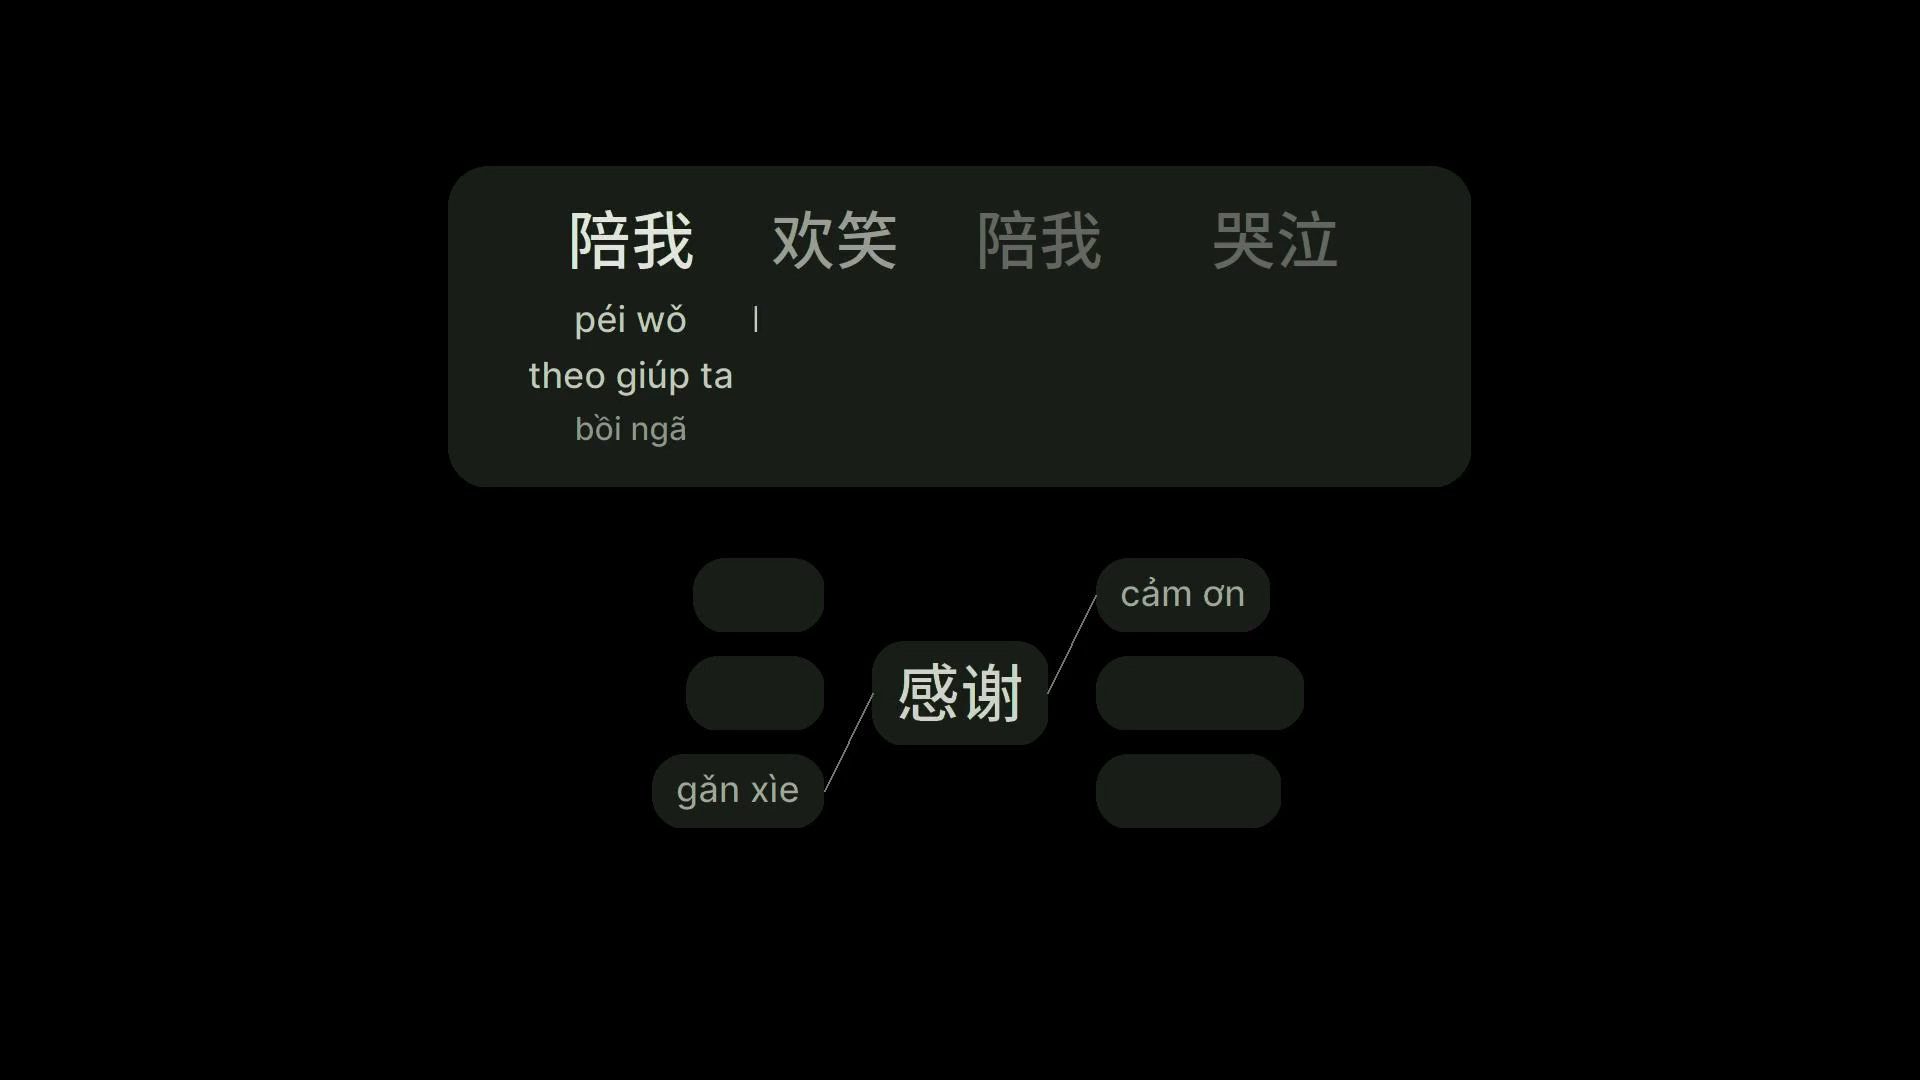 陪我 欢笑 陪我 哭泣
péi wǒ
theo giúp ta
bồi ngã
cảm ơn
感谢
gǎn xìe